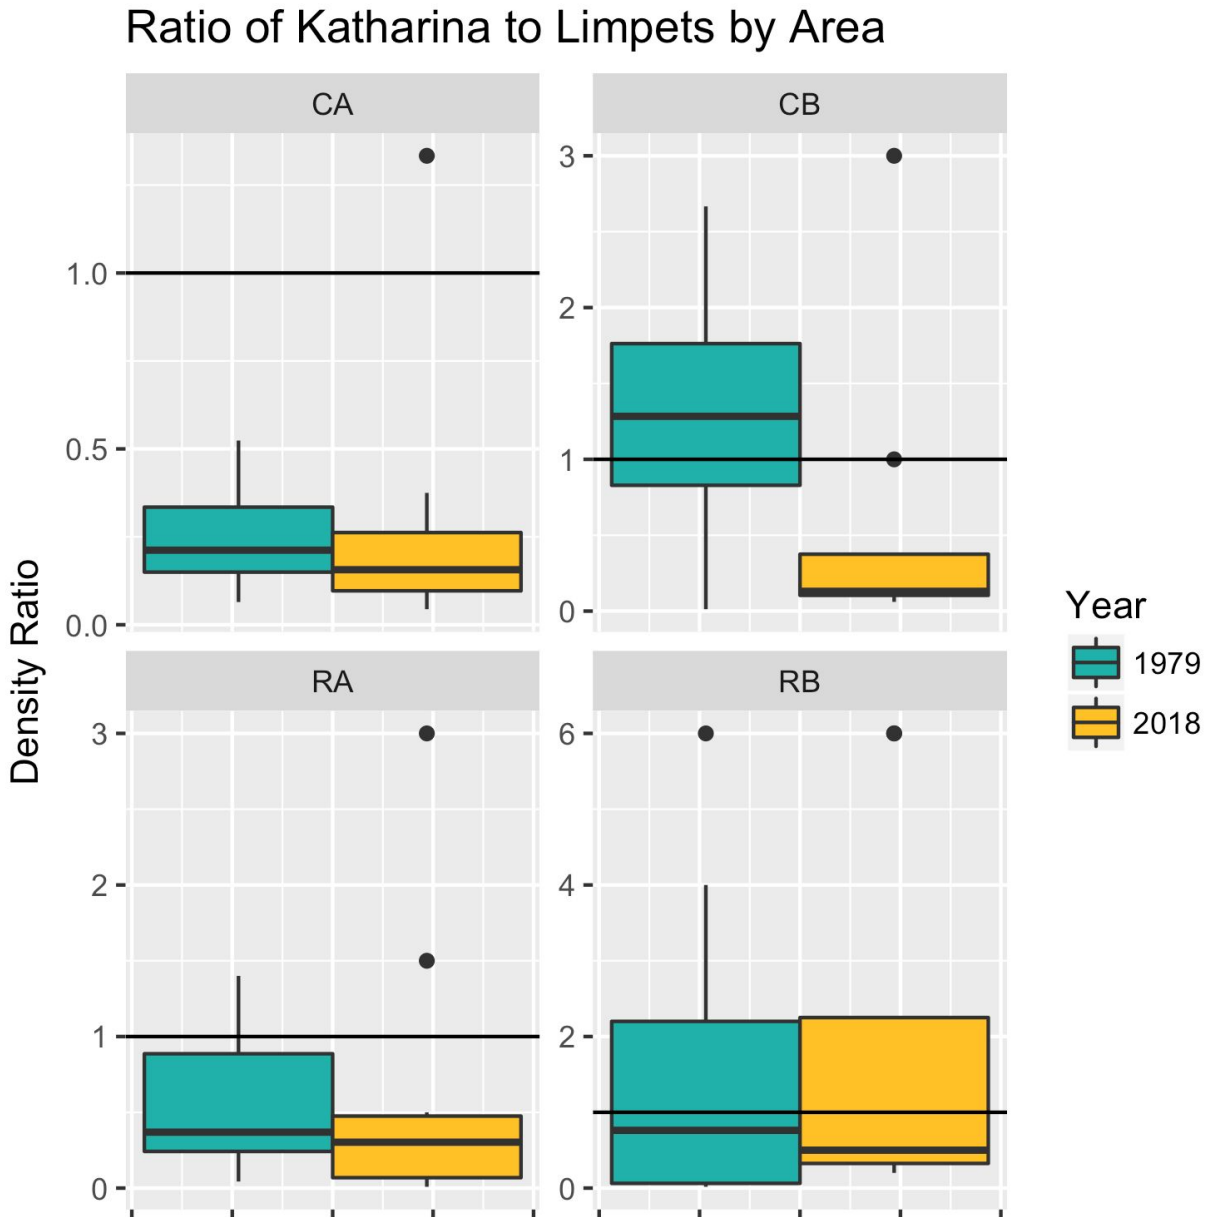 Ratio of Katharina to Limpets by Area
CA
CB
1.0
0.5
0.0
3
2
1
0
Density Ratio
RA
RB
3
2
1
0
6
4
2
0
Year
1979
2018